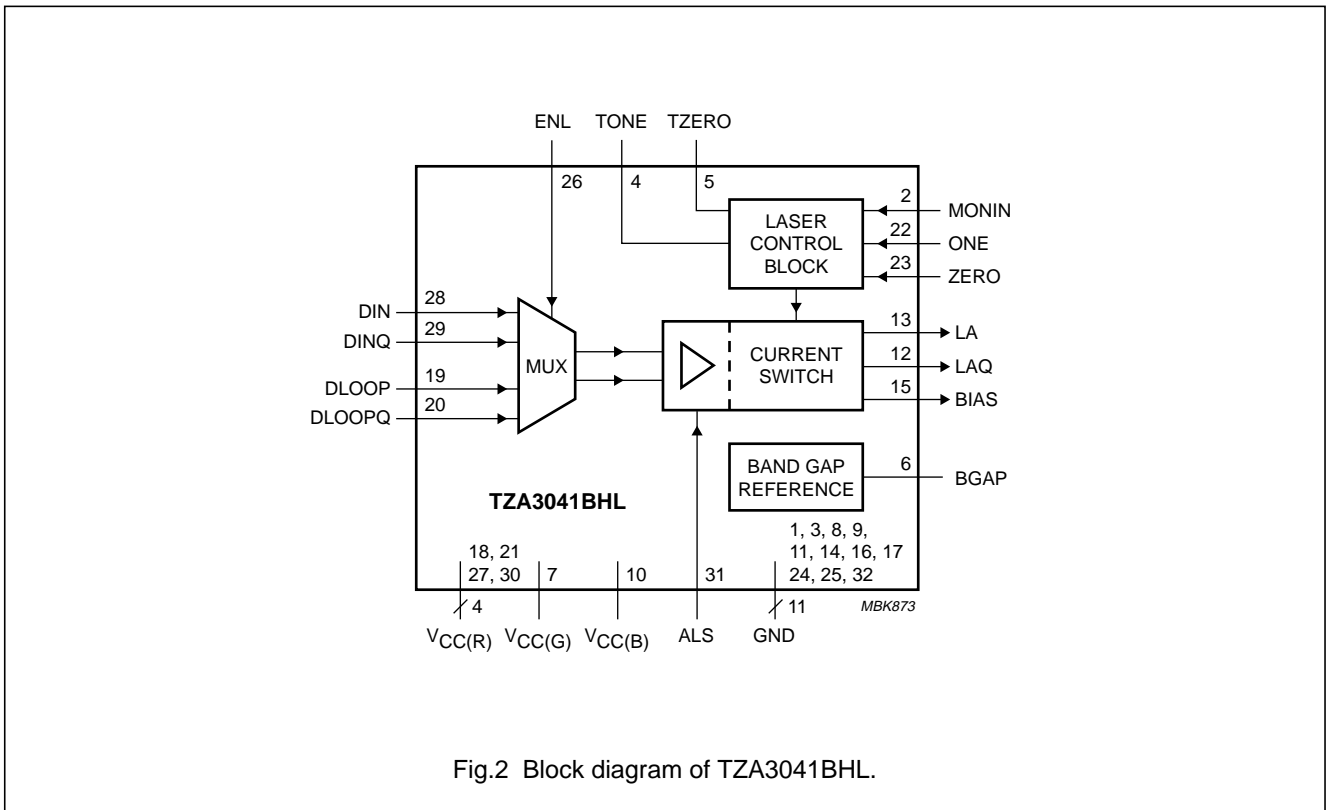 ENL TONE TZERO
26 4 5
LASER CONTROL BLOCK
2 MONIN
22 ONE
23 ZERO
DIN 28
DINQ 29
DLOOP 19
DLOOPQ 20
MUX
CURRENT SWITCH
13 LA
12 LAQ
15 BIAS
BAND GAP REFERENCE
6 BGAP
TZA3041BHL
18, 21
27, 30
7
10
31
1, 3, 8, 9,
11, 14, 16, 17
24, 25, 32
4
11
MBK873
VCC(R) VCC(G) VCC(B) ALS GND
Fig.2 Block diagram of TZA3041BHL.